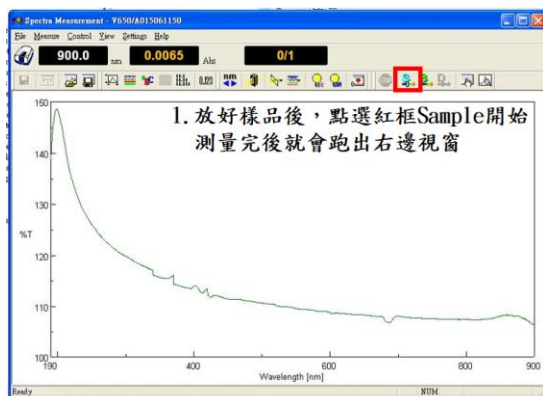 Spectra Measurement - V650/A015061150
File Measure Control View Settings Help
900.0 nm 0.0065 Abs 0/1
1. 放好樣品後，點選紅框Sample開始
測量完後就會跑出右邊視窗
150
140
130
%T
120
110
100
190 400 600 800 900
Wavelength [nm]
Ready NUM